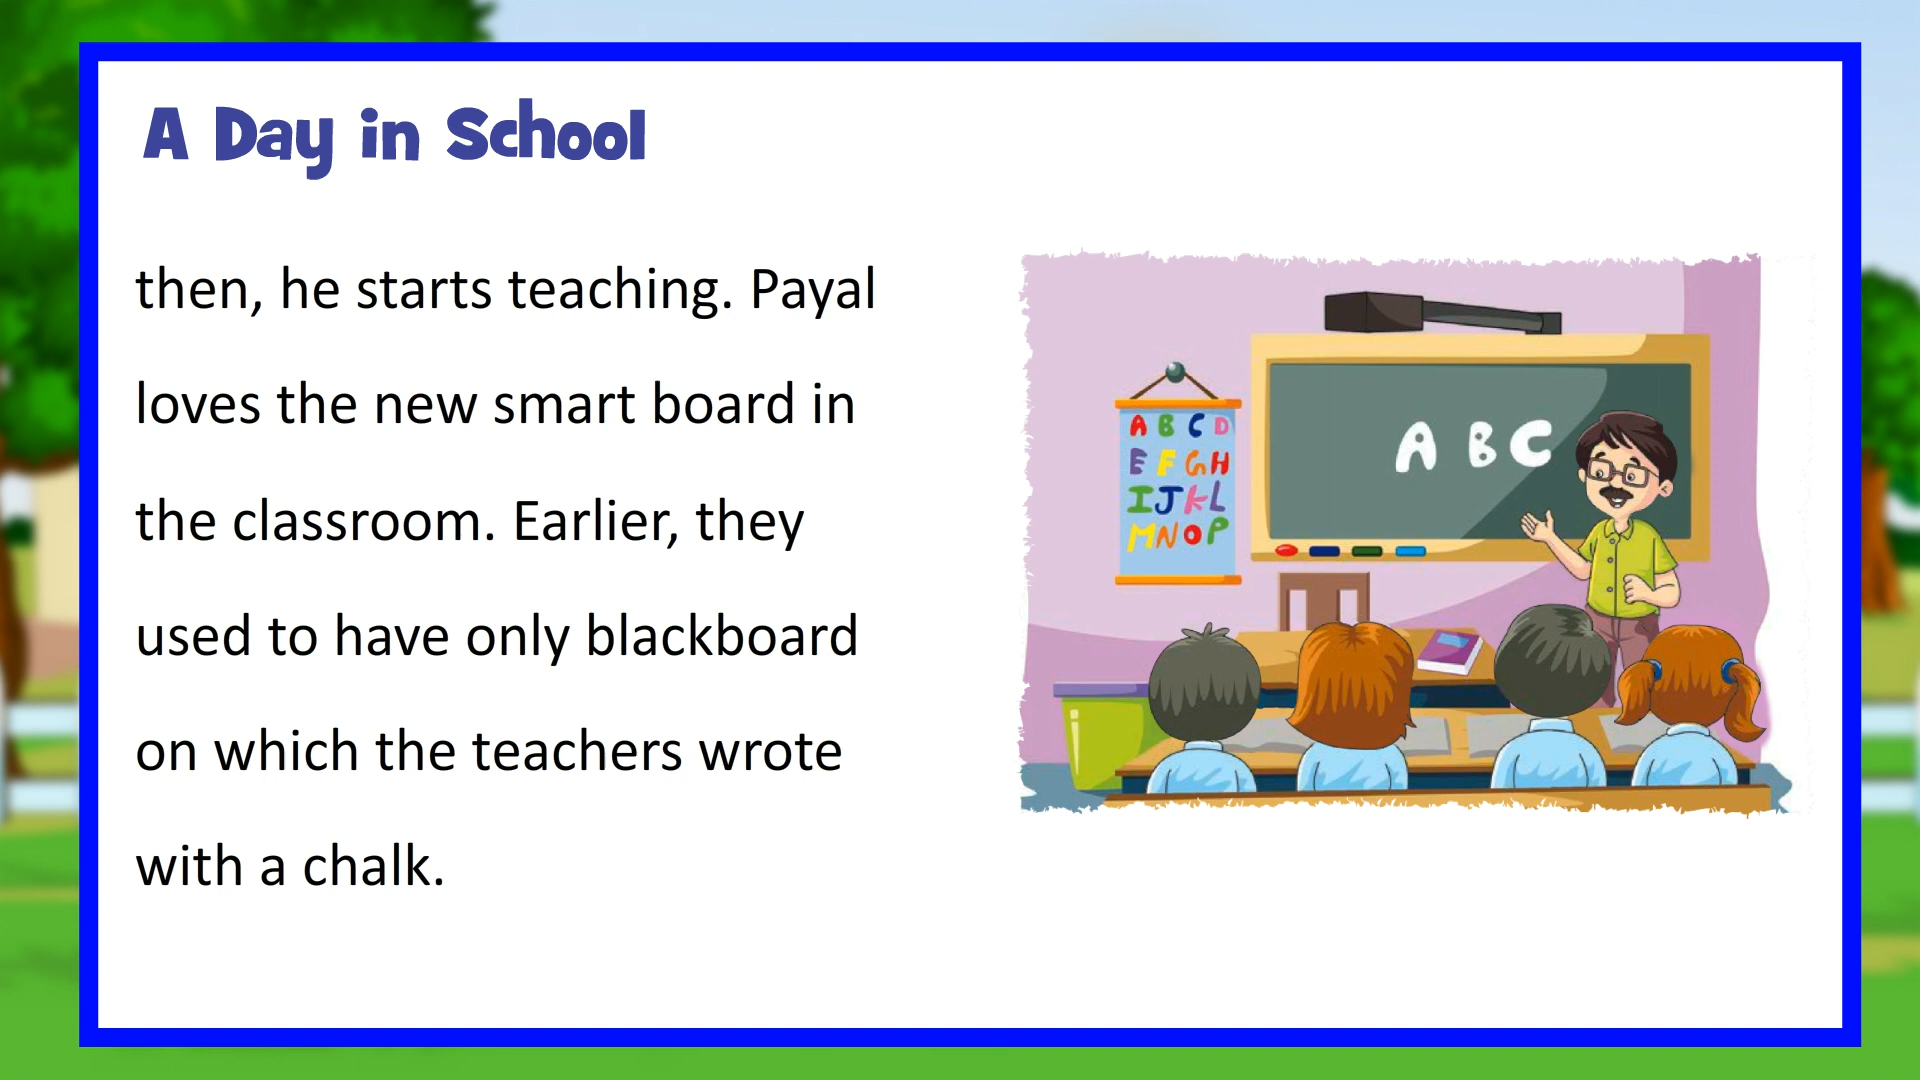 A Day in School
then, he starts teaching. Payal
loves the new smart board in
the classroom. Earlier, they
used to have only blackboard
on which the teachers wrote
with a chalk.
A B C D
E F G H
I J K L
M N O P
A B C